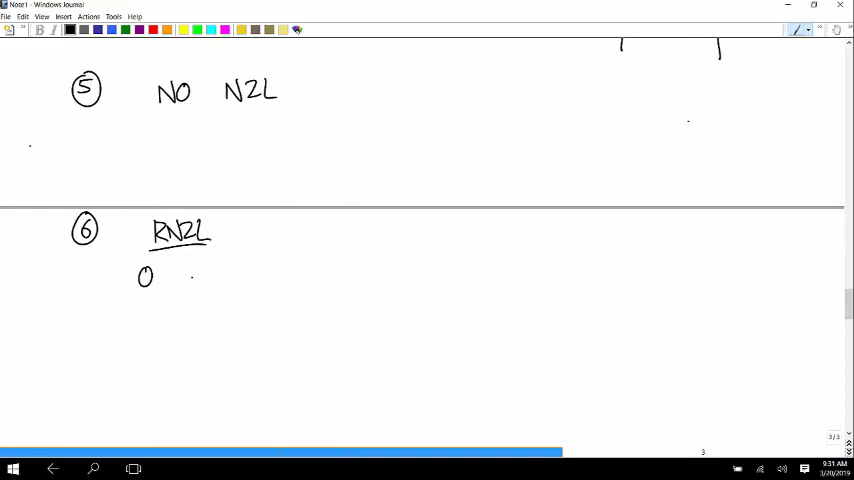 Note1 - Windows Journal
File Edit View Insert Actions Tools Help
B I
5 NO N2L
6 RN2L
0
3/3
3
9:31 AM
3/20/2019